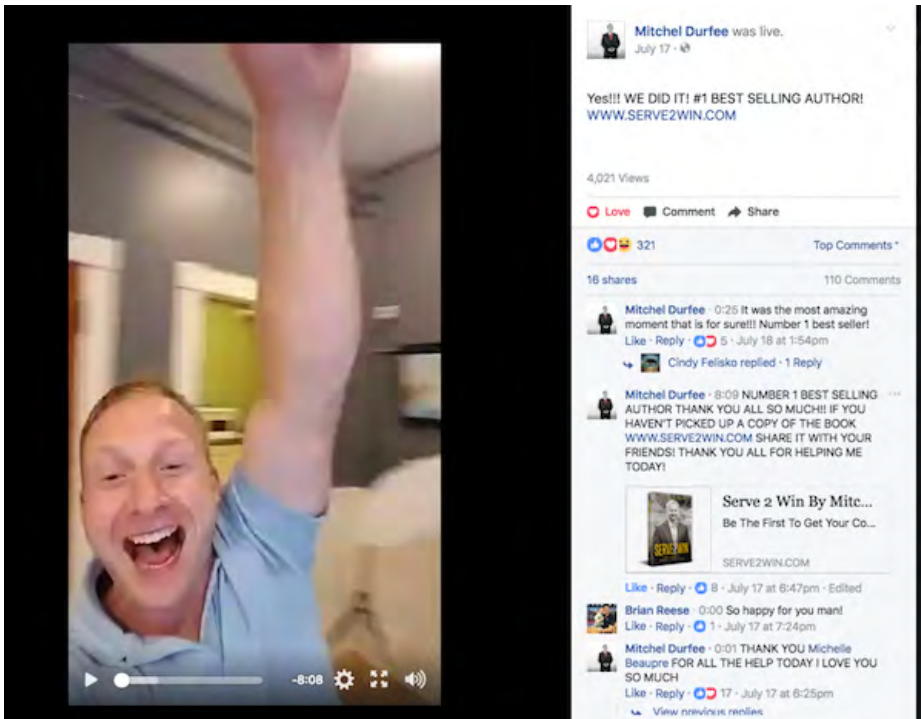 Mitchel Durfee was live.
July 17 ·
Yes!!! WE DID IT! #1 BEST SELLING AUTHOR!
WWW.SERVE2WIN.COM
4,021 Views
Love Comment Share
321 Top Comments
16 shares 110 Comments
Mitchel Durfee · 0:25 It was the most amazing
moment that is for sure!!! Number 1 best seller!
Like · Reply · 5 · July 18 at 1:54pm
Cindy Felisko replied · 1 Reply
Mitchel Durfee · 8:09 NUMBER 1 BEST SELLING
AUTHOR THANK YOU ALL SO MUCH!! IF YOU
HAVEN'T PICKED UP A COPY OF THE BOOK
WWW.SERVE2WIN.COM SHARE IT WITH YOUR
FRIENDS! THANK YOU ALL FOR HELPING ME
TODAY!
SERVE2WIN
Serve 2 Win By Mitc...
Be The First To Get Your Co...
SERVE2WIN.COM
Like · Reply · 8 · July 17 at 6:47pm · Edited
Brian Reese · 0:00 So happy for you man!
Like · Reply · 1 · July 17 at 7:24pm
Mitchel Durfee · 0:01 THANK YOU Michelle
Beaupre FOR ALL THE HELP TODAY I LOVE YOU
SO MUCH
Like · Reply · 17 · July 17 at 6:25pm
View previous replies
-8:08